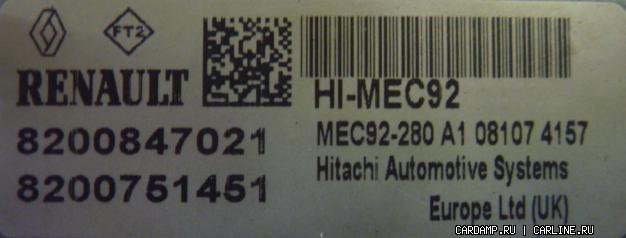 FT2
RENAULT
8200847021
8200751451
HI-MEC92
MEC92-280 A1 08107 4157
Hitachi Automotive Systems
Europe Ltd (UK)
CARDAMP.RU | CARLINE.RU